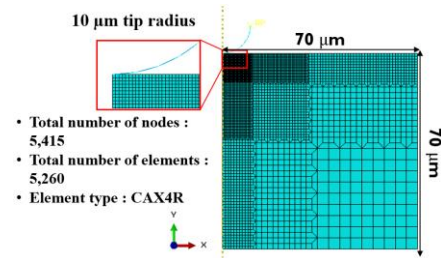 10 μm tip radius
70 μm
70 μm
• Total number of nodes :
5,415
• Total number of elements :
5,260
• Element type : CAX4R
Y
X